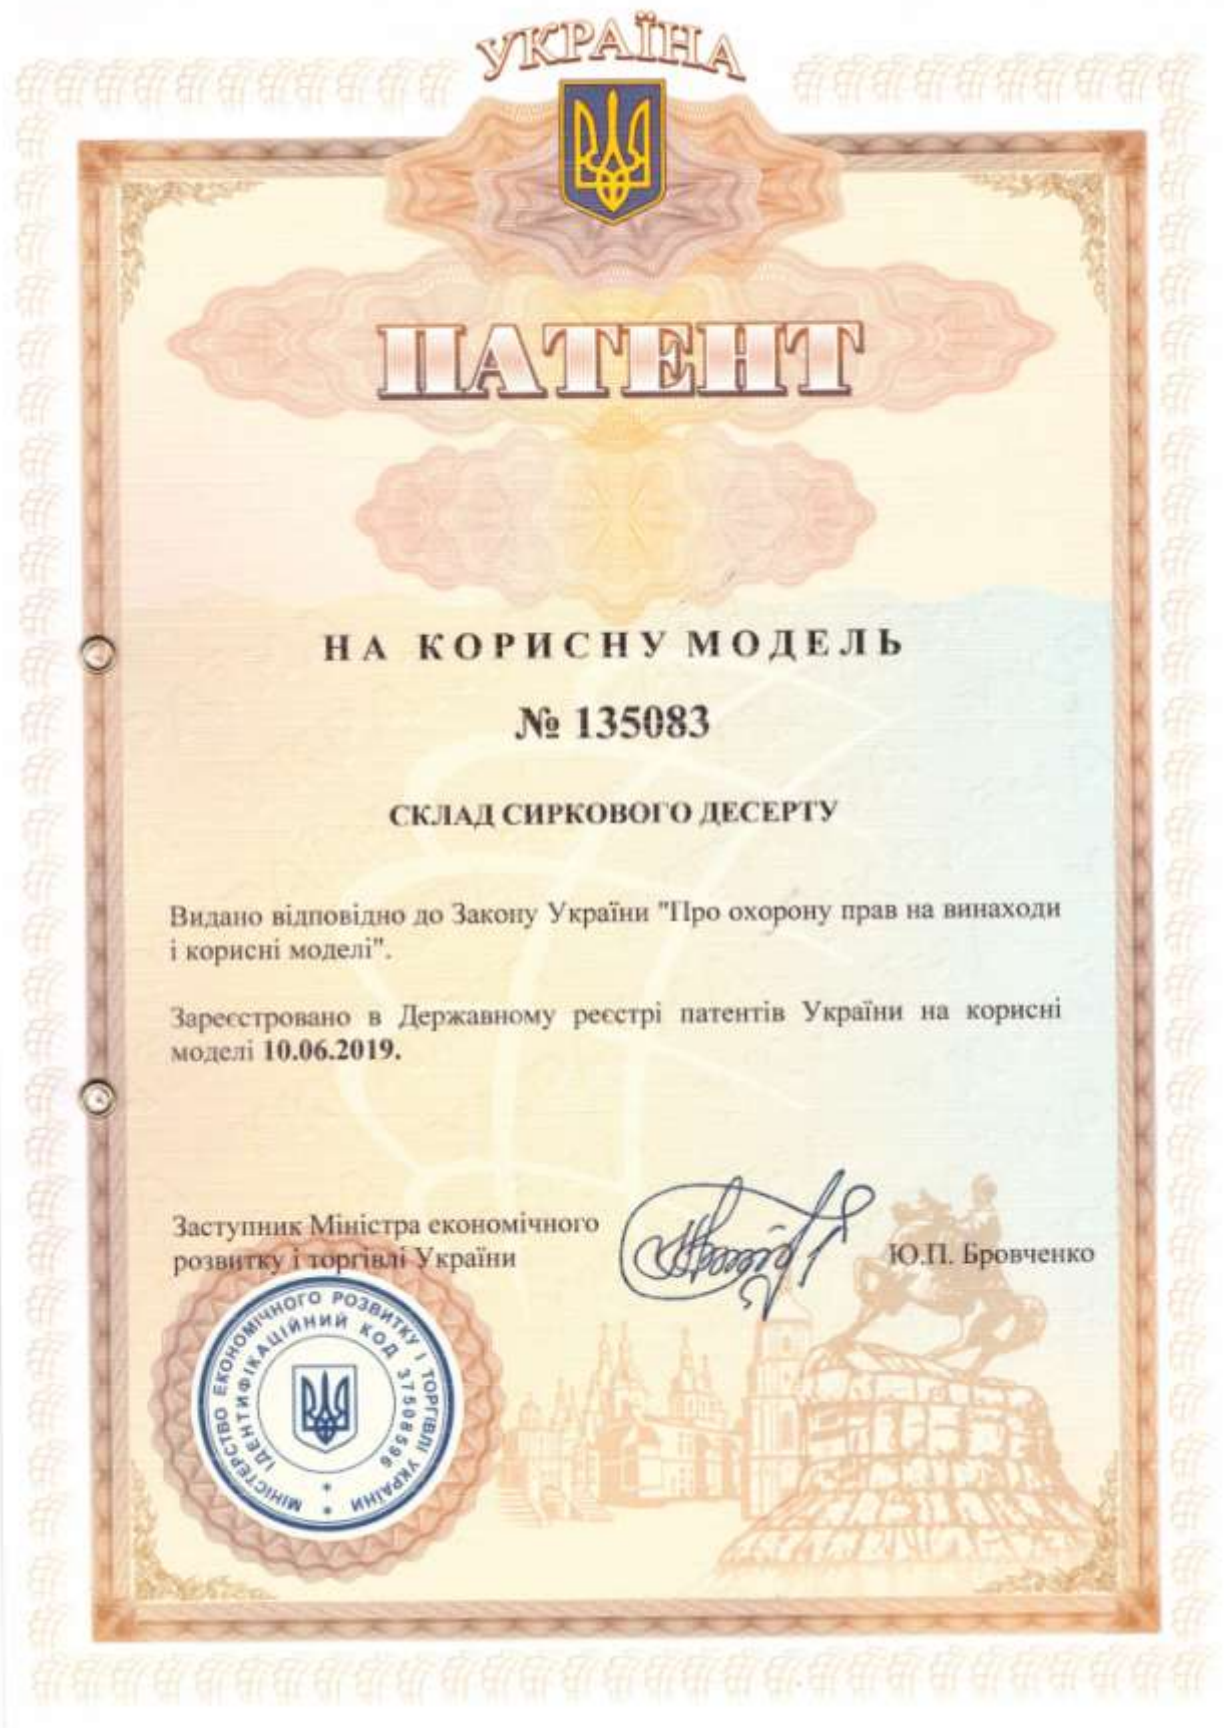 УКРАЇНА
ПАТЕНТ
НА КОРИСНУ МОДЕЛЬ
№ 135083
СКЛАД СИРКОВОГО ДЕСЕРТУ
Видано відповідно до Закону України "Про охорону прав на винаходи
і корисні моделі".
Зареєстровано в Державному реєстрі патентів України на корисні
моделі 10.06.2019.
Заступник Міністра економічного
розвитку і торгівлі України
Ю.П. Бровченко
МІНІСТЕРСТВО ЕКОНОМІЧНОГО РОЗВИТКУ І ТОРГІВЛІ УКРАЇНИ *
ІДЕНТИФІКАЦІЙНИЙ КОД 37508596 *